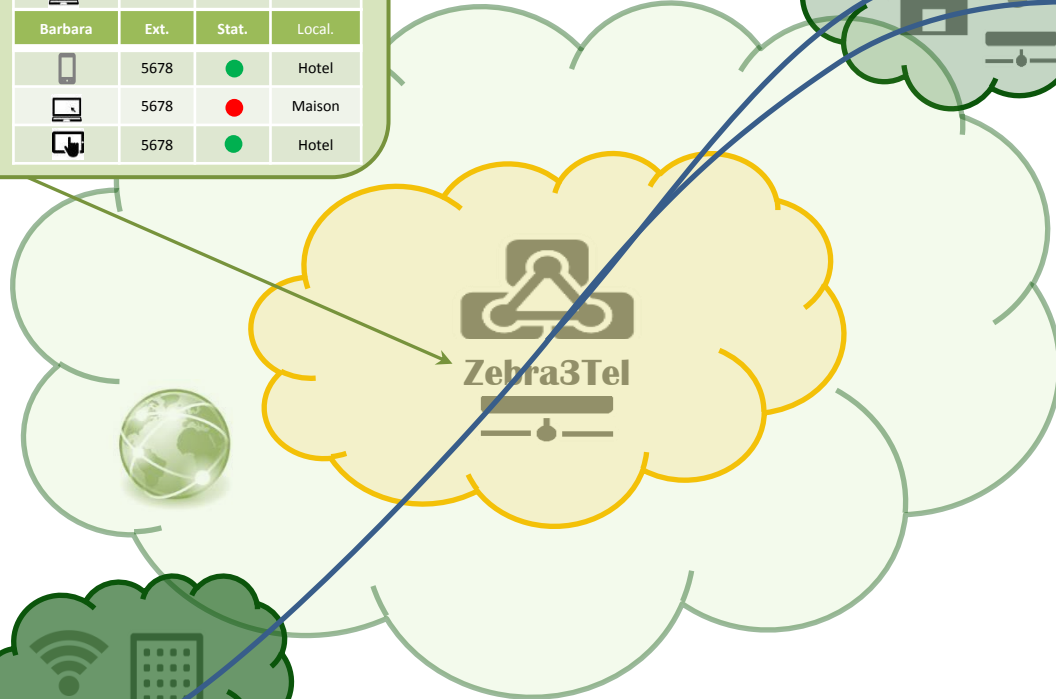 Barbara Ext. Stat. Local.
5678 Hotel
5678 Maison
5678 Hotel
Zebra3Tel